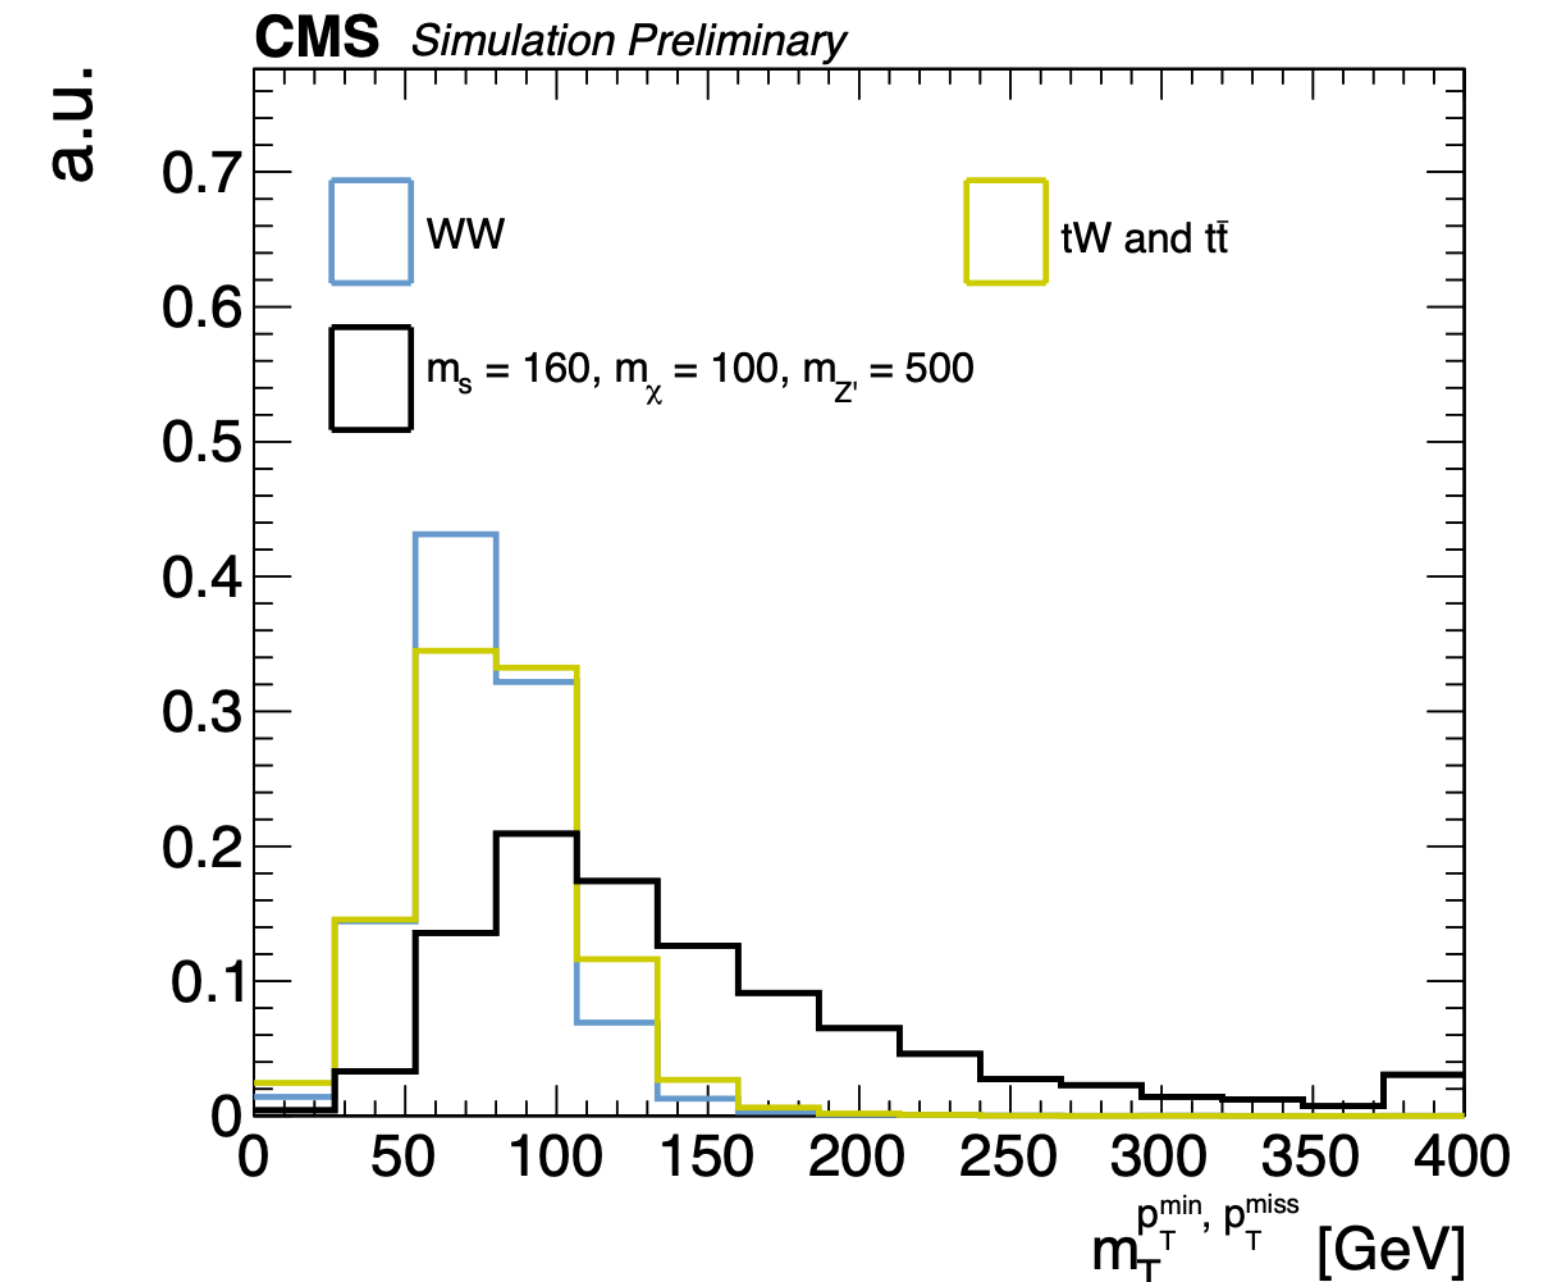 CMS Simulation Preliminary
a.u.
0.7
WW
tW and tt̄
0.6
m_s = 160, m_χ = 100, m_Z' = 500
0.5
0.4
0.3
0.2
0.1
0
0 50 100 150 200 250 300 350 400
m_T^{p_T^{min}, p_T^{miss}} [GeV]